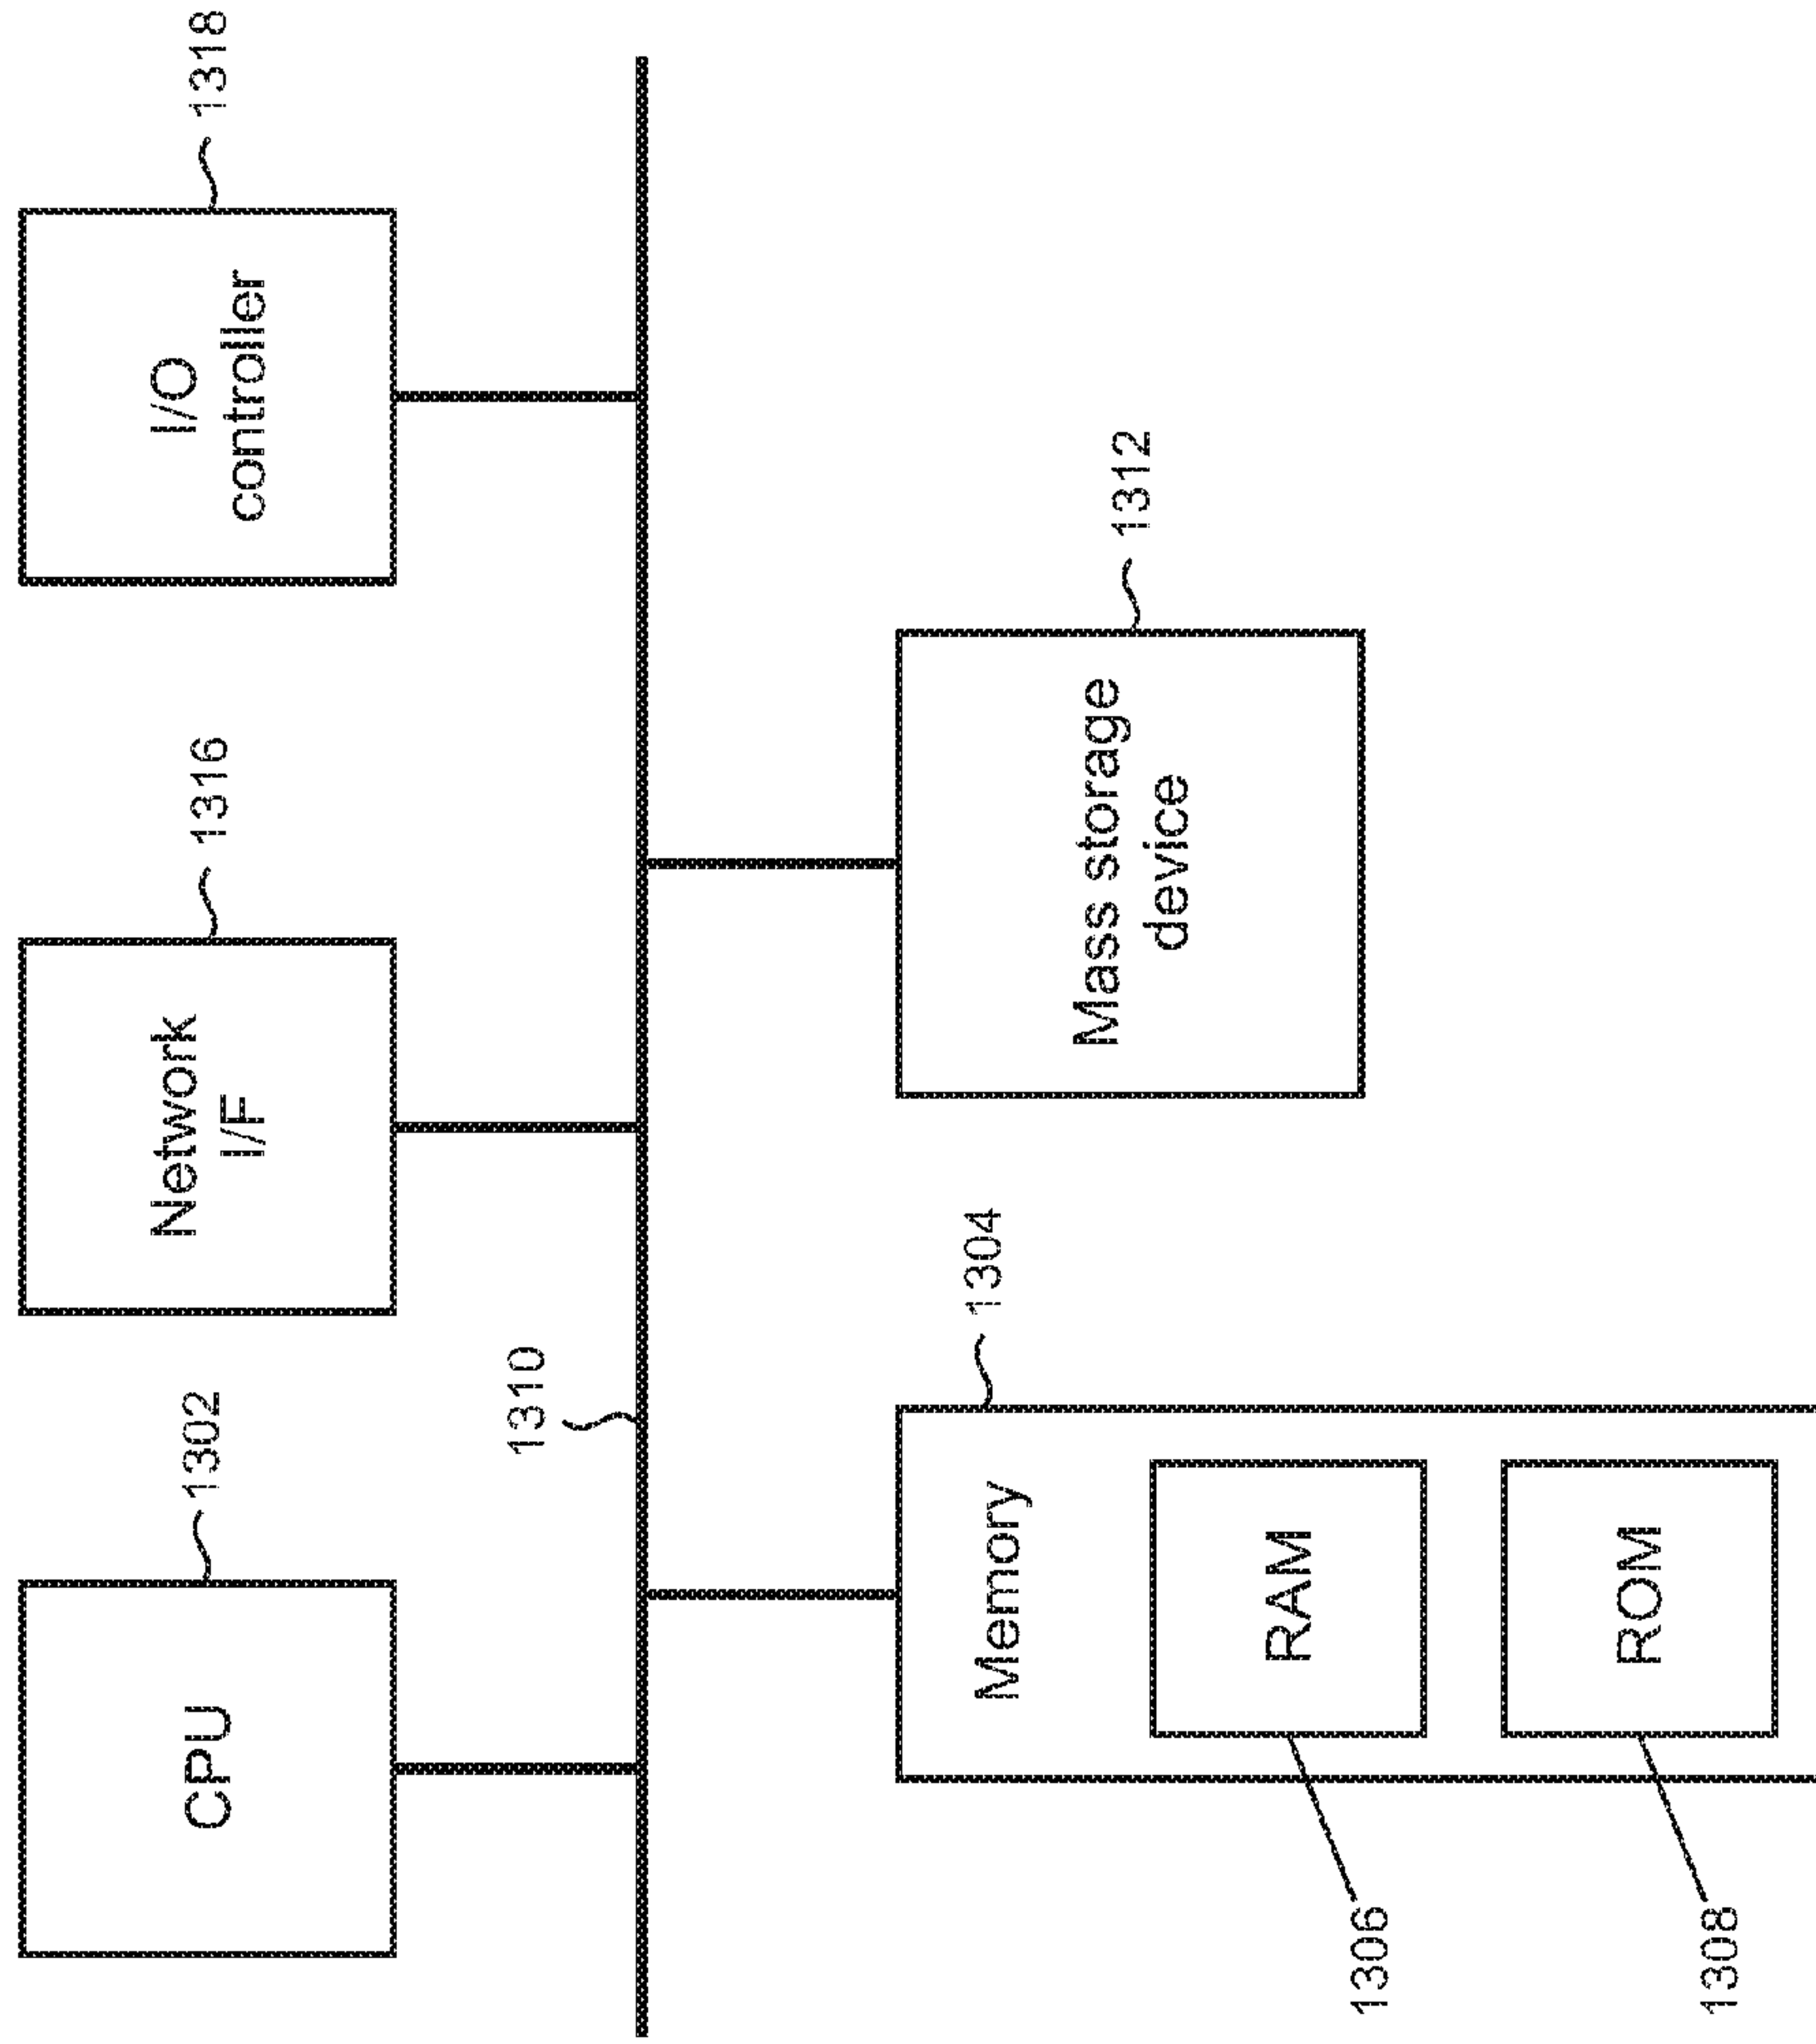 CPU
1302
Network
I/F
1316
I/O
controller
1318
1310
Memory
1304
RAM
1306
ROM
1308
Mass storage
device
1312